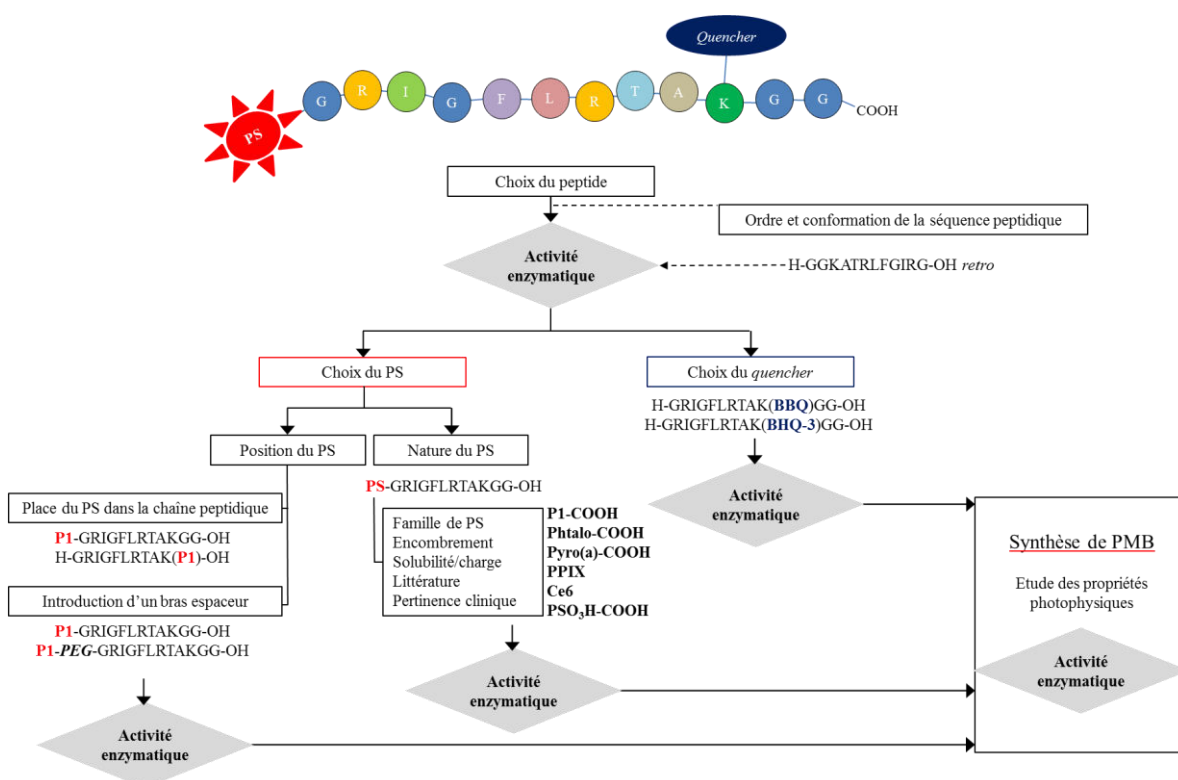 Quencher
PS
G R I G F L R T A K G G COOH
Choix du peptide
Ordre et conformation de la séquence peptidique
Activité
enzymatique
H-GGKATRLFGIRG-OH retro
Choix du PS
Choix du quencher
H-GRIGFLRTAK(BBQ)GG-OH
H-GRIGFLRTAK(BHQ-3)GG-OH
Position du PS
Nature du PS
PS-GRIGFLRTAKGG-OH
Place du PS dans la chaîne peptidique
P1-GRIGFLRTAKGG-OH
H-GRIGFLRTAK(P1)-OH
Introduction d'un bras espaceur
P1-GRIGFLRTAKGG-OH
P1-PEG-GRIGFLRTAKGG-OH
Famille de PS
Encombrement
Solubilité/charge
Littérature
Pertinence clinique
P1-COOH
Phtalo-COOH
Pyro(a)-COOH
PPIX
Ce6
PSO₃H-COOH
Activité
enzymatique
Activité
enzymatique
Activité
enzymatique
Synthèse de PMB
Etude des propriétés
photophysiques
Activité
enzymatique